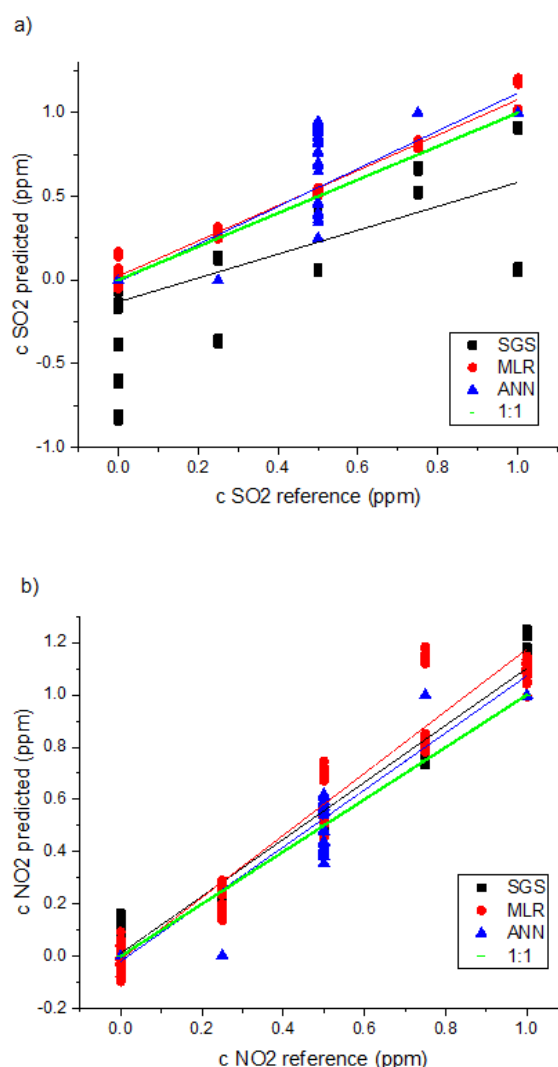 a)
c SO2 predicted (ppm)
1.0
0.5
0.0
-0.5
-1.0
SGS
MLR
ANN
1:1
0.0 0.2 0.4 0.6 0.8 1.0
c SO2 reference (ppm)
b)
c NO2 predicted (ppm)
1.2
1.0
0.8
0.6
0.4
0.2
0.0
-0.2
SGS
MLR
ANN
1:1
0.0 0.2 0.4 0.6 0.8 1.0
c NO2 reference (ppm)